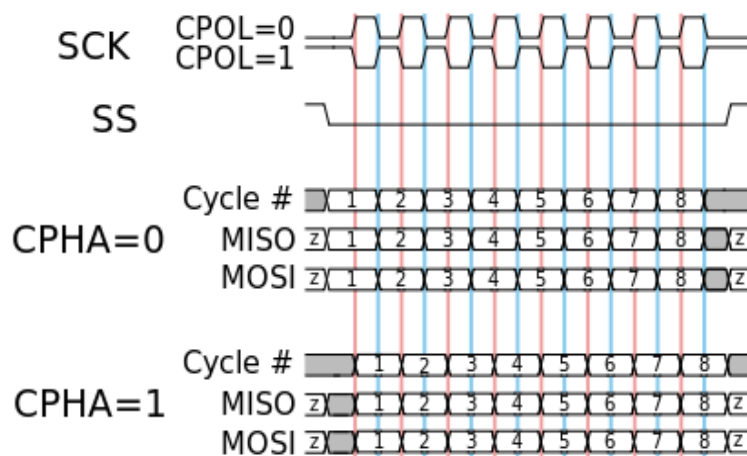 CPOL=0
SCK CPOL=1
SS
Cycle # 1 2 3 4 5 6 7 8
CPHA=0 MISO z 1 2 3 4 5 6 7 8 z
MOSI z 1 2 3 4 5 6 7 8 z
Cycle # 1 2 3 4 5 6 7 8
CPHA=1 MISO z 1 2 3 4 5 6 7 8 z
MOSI z 1 2 3 4 5 6 7 8 z